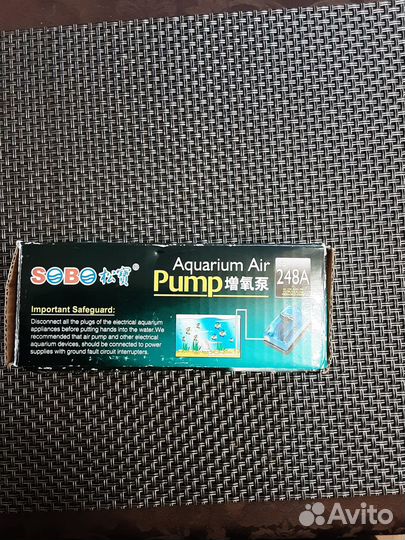 SOBO松寶®
Aquarium Air
Pump增氧泵
248A
Important Safeguard:
Disconnect all the plugs of the electrical aquarium
appliances before putting hands into the water.We
recommended that air pump and other electrical
aquarium devices, should be connected to power
supplies with ground fault circuit interrupters.
Avito